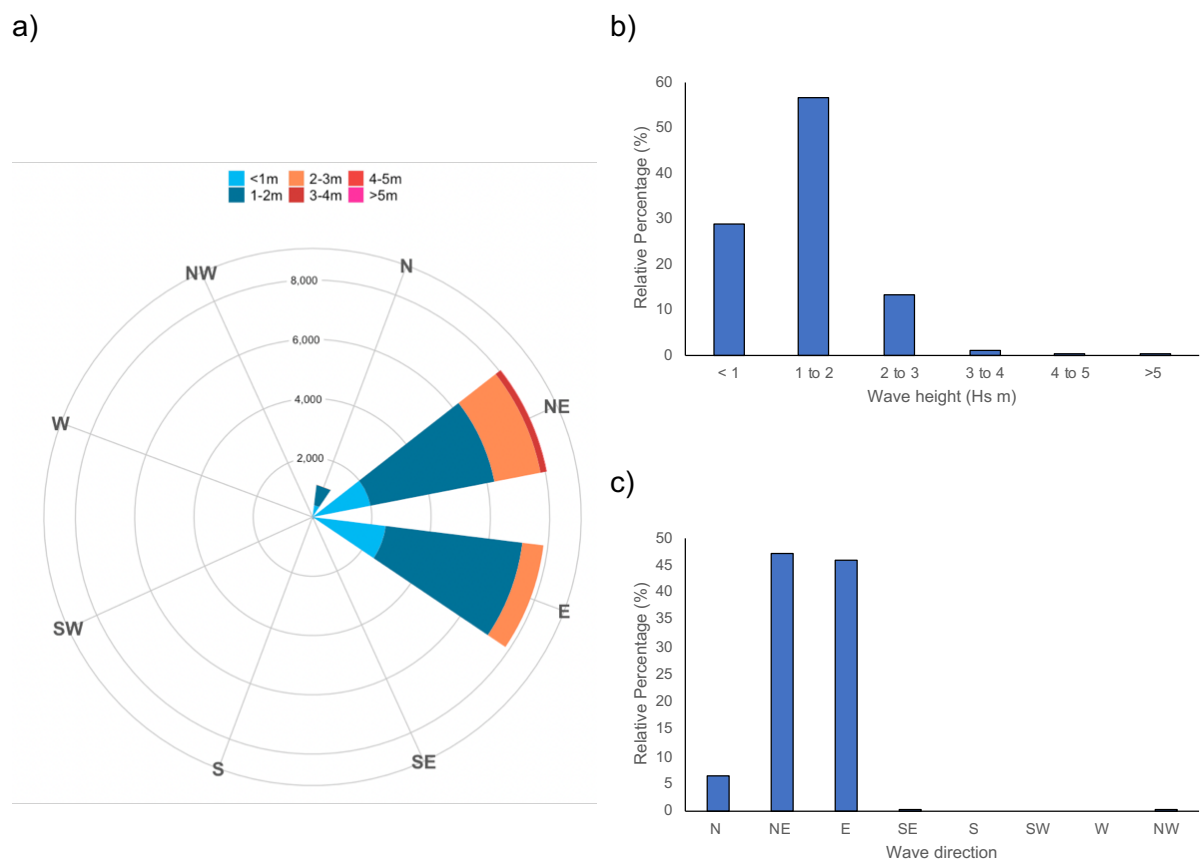 a)
<1m 2-3m 4-5m
1-2m 3-4m >5m
N
NE
E
SE
S
SW
W
NW
8,000
6,000
4,000
2,000
b)
Relative Percentage (%)
60
50
40
30
20
10
0
< 1 1 to 2 2 to 3 3 to 4 4 to 5 >5
Wave height (Hs m)
c)
Relative Percentage (%)
50
45
40
35
30
25
20
15
10
5
0
N NE E SE S SW W NW
Wave direction